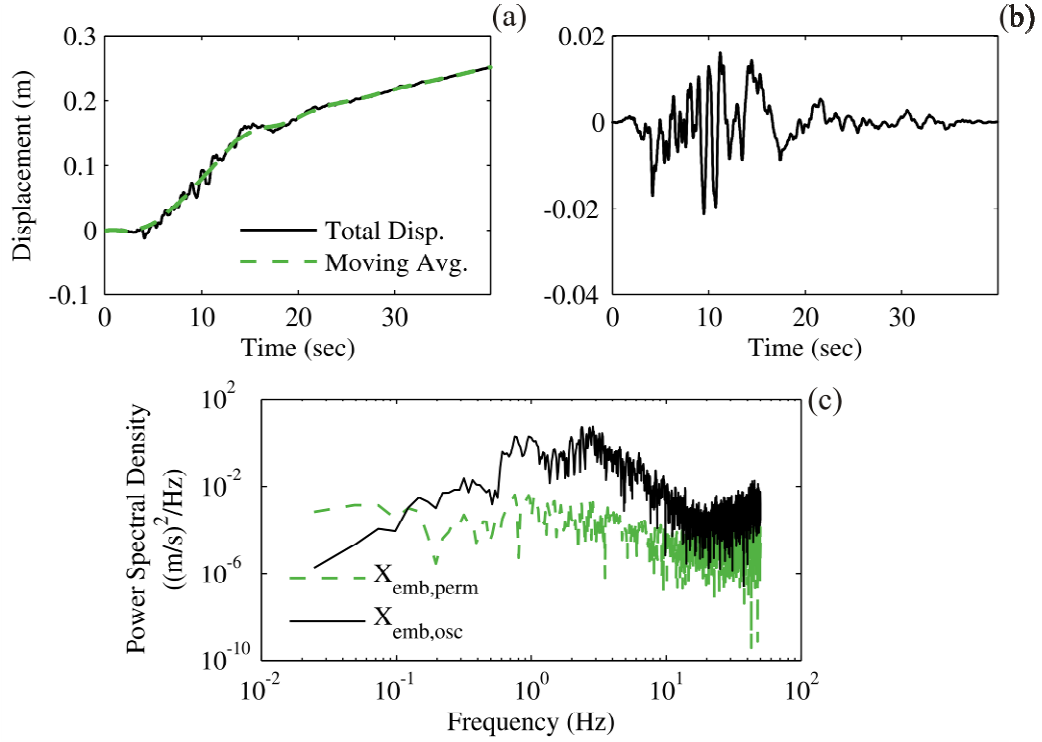 (a)
0.3
0.2
0.1
0
-0.1
Displacement (m)
Total Disp.
Moving Avg.
0 10 20 30
Time (sec)
(b)
0.02
0
-0.02
-0.04
0 10 20 30
Time (sec)
(c)
10^2
10^-2
10^-6
10^-10
Power Spectral Density
((m/s)^2/Hz)
X_emb,perm
X_emb,osc
10^-2 10^-1 10^0 10^1 10^2
Frequency (Hz)